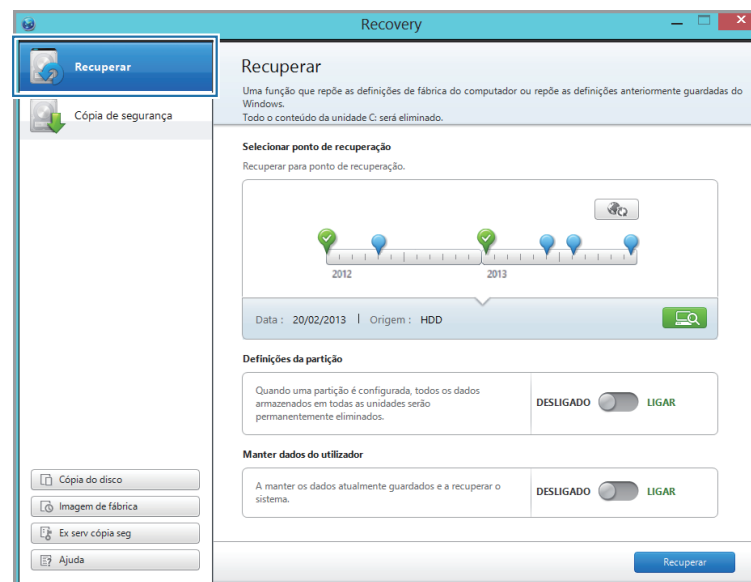 Recovery
Recuperar
Cópia de segurança
Recuperar
Uma função que repõe as definições de fábrica do computador ou repõe as definições anteriormente guardadas do
Windows.
Todo o conteúdo da unidade C: será eliminado.
Selecionar ponto de recuperação
Recuperar para ponto de recuperação.
2012 2013
Data : 20/02/2013 | Origem : HDD
Definições da partição
Quando uma partição é configurada, todos os dados
armazenados em todas as unidades serão
permanentemente eliminados.
DESLIGADO LIGAR
Manter dados do utilizador
A manter os dados atualmente guardados e a recuperar o
sistema.
DESLIGADO LIGAR
Cópia do disco
Imagem de fábrica
Ex serv cópia seg
Ajuda
Recuperar